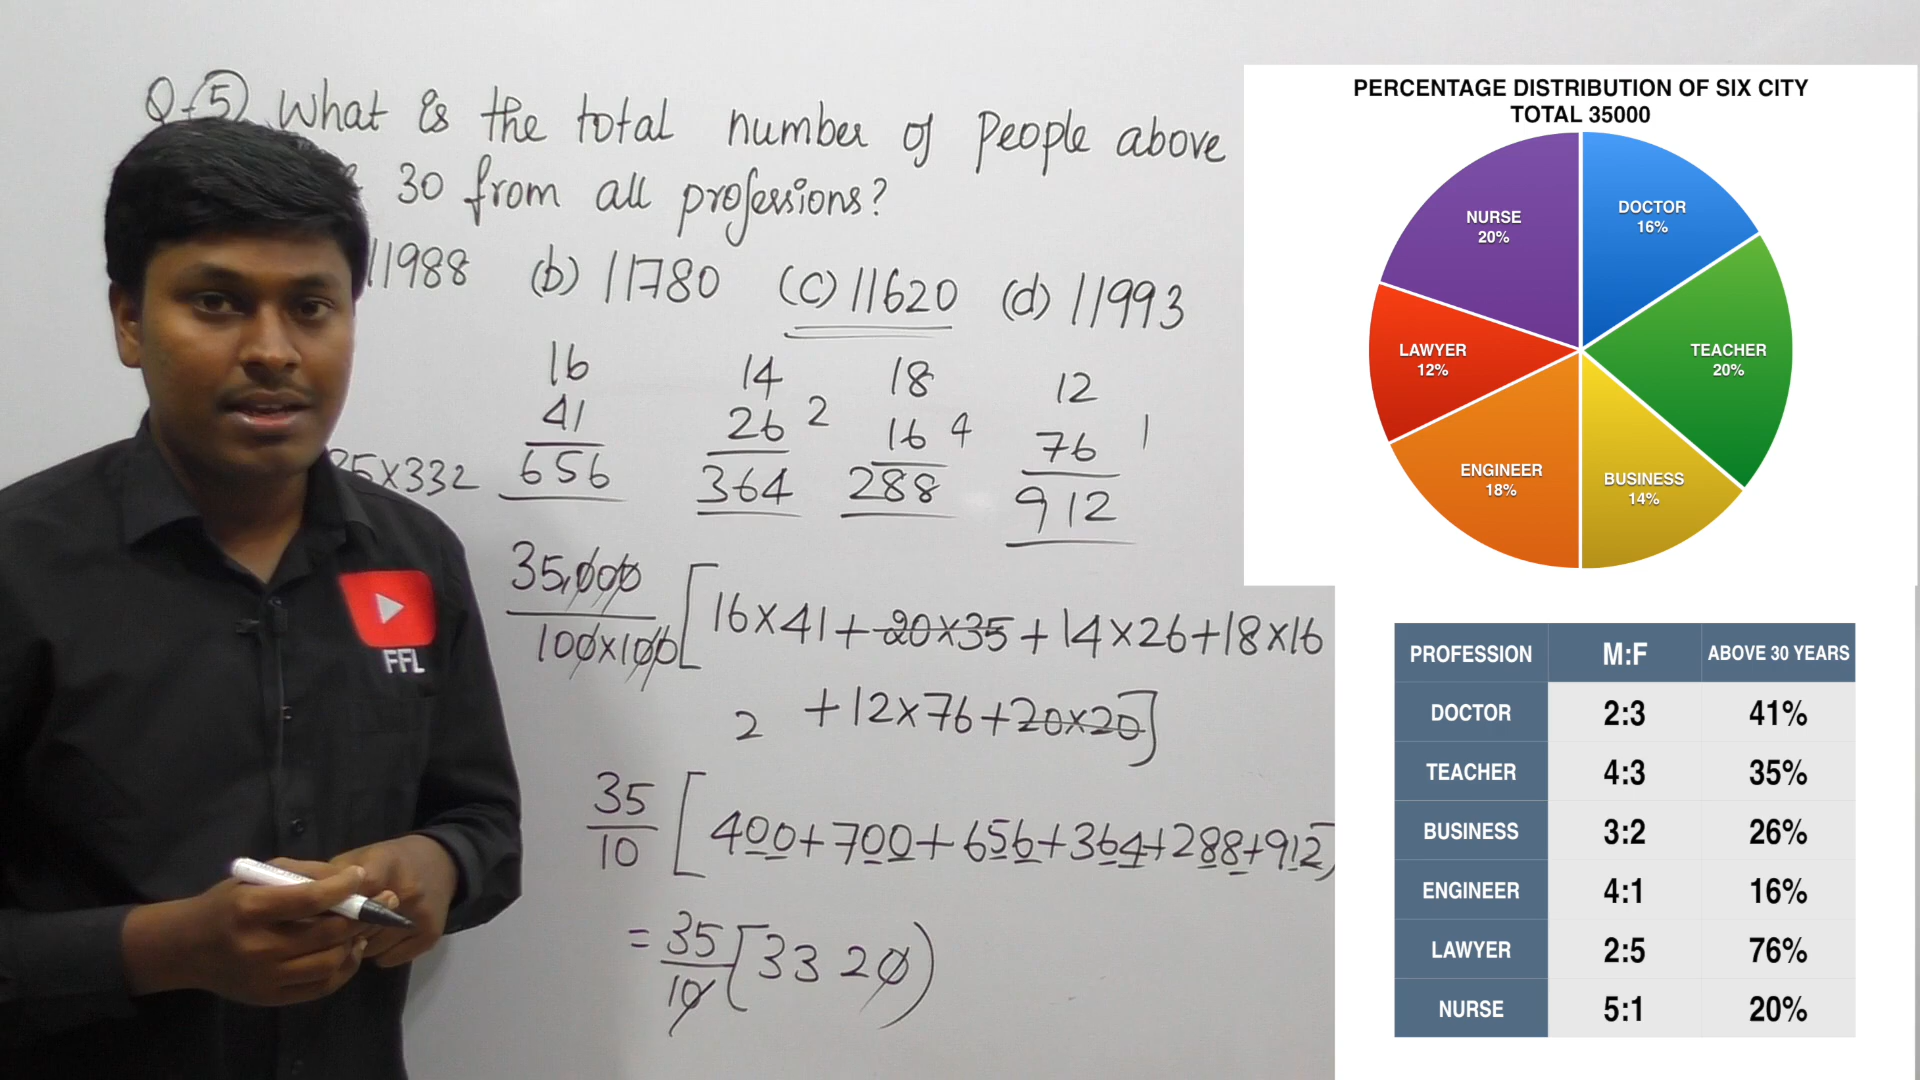 Q-5) What is the total number of people above
30 from all professions?
11988 (b) 11780 (c) 11620 (d) 11993
16 14 18 12
41 26 2 16 4 76 1
35x332 656 364 288 912
35,000 [16x41+20x35+14x26+18x16
100x100
2 +12x76+20x20]
35 [400+700+656+364+288+912]
10
= 35 (3320)
10
FFL
PERCENTAGE DISTRIBUTION OF SIX CITY
TOTAL 35000
NURSE
20%
DOCTOR
16%
LAWYER
12%
TEACHER
20%
ENGINEER
18%
BUSINESS
14%
PROFESSION M:F ABOVE 30 YEARS
DOCTOR 2:3 41%
TEACHER 4:3 35%
BUSINESS 3:2 26%
ENGINEER 4:1 16%
LAWYER 2:5 76%
NURSE 5:1 20%